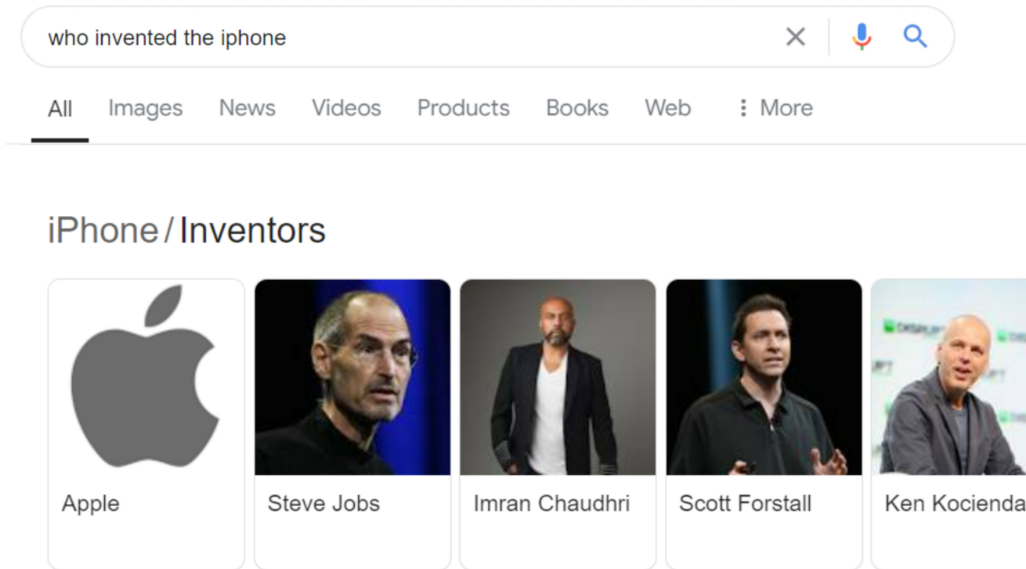 who invented the iphone
All Images News Videos Products Books Web More
iPhone/Inventors
Apple Steve Jobs Imran Chaudhri Scott Forstall Ken Kocienda